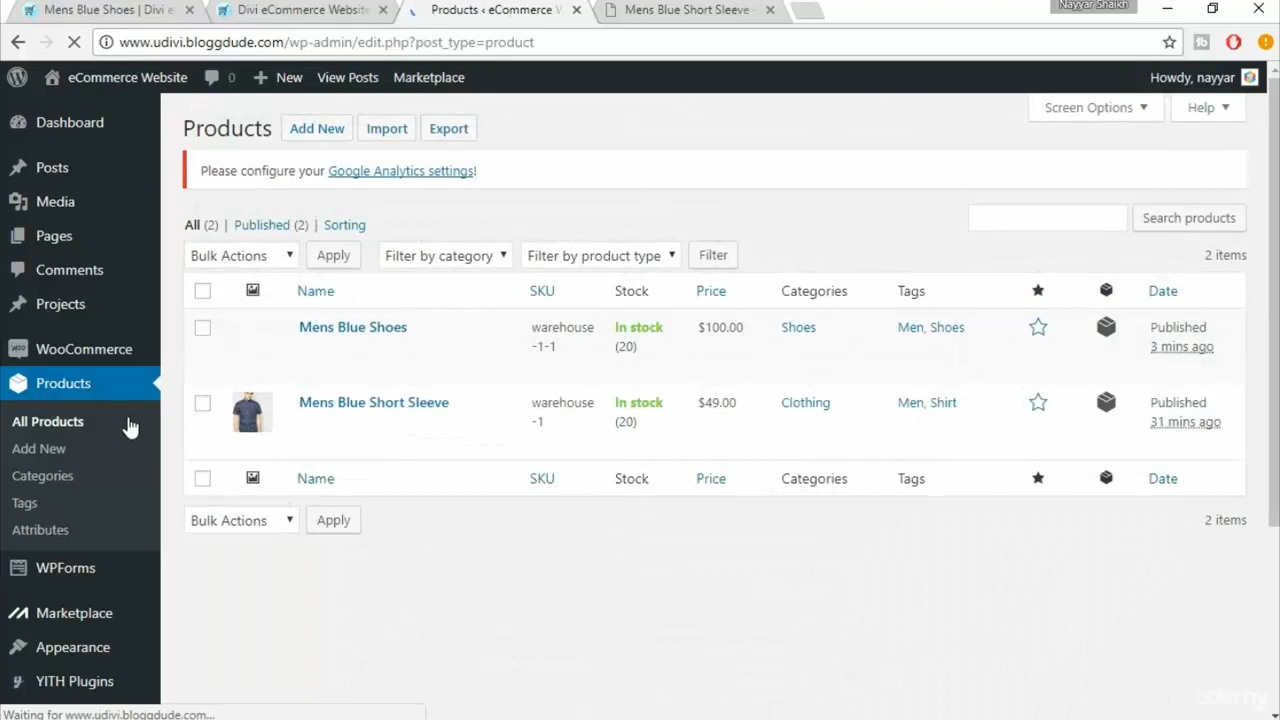 Mens Blue Shoes | Divi e
Divi eCommerce Website
Products ‹ eCommerce W
Mens Blue Short Sleeve
Nayyar Shaikh
www.udivi.bloggdude.com/wp-admin/edit.php?post_type=product
eCommerce Website 0 New View Posts Marketplace Howdy, nayyar
Screen Options Help
Dashboard
Posts
Media
Pages
Comments
Projects
WooCommerce
Products
All Products
Add New
Categories
Tags
Attributes
WPForms
Marketplace
Appearance
YITH Plugins
Products Add New Import Export
Please configure your Google Analytics settings!
All (2) | Published (2) | Sorting
Search products
Bulk Actions Apply Filter by category Filter by product type Filter 2 items
Name SKU Stock Price Categories Tags Date
Mens Blue Shoes warehouse In stock $100.00 Shoes Men, Shoes Published
-1-1 (20) 3 mins ago
Mens Blue Short Sleeve warehouse In stock $49.00 Clothing Men, Shirt Published
-1 (20) 31 mins ago
Name SKU Stock Price Categories Tags Date
Bulk Actions Apply 2 items
Waiting for www.udivi.bloggdude.com...
udemy